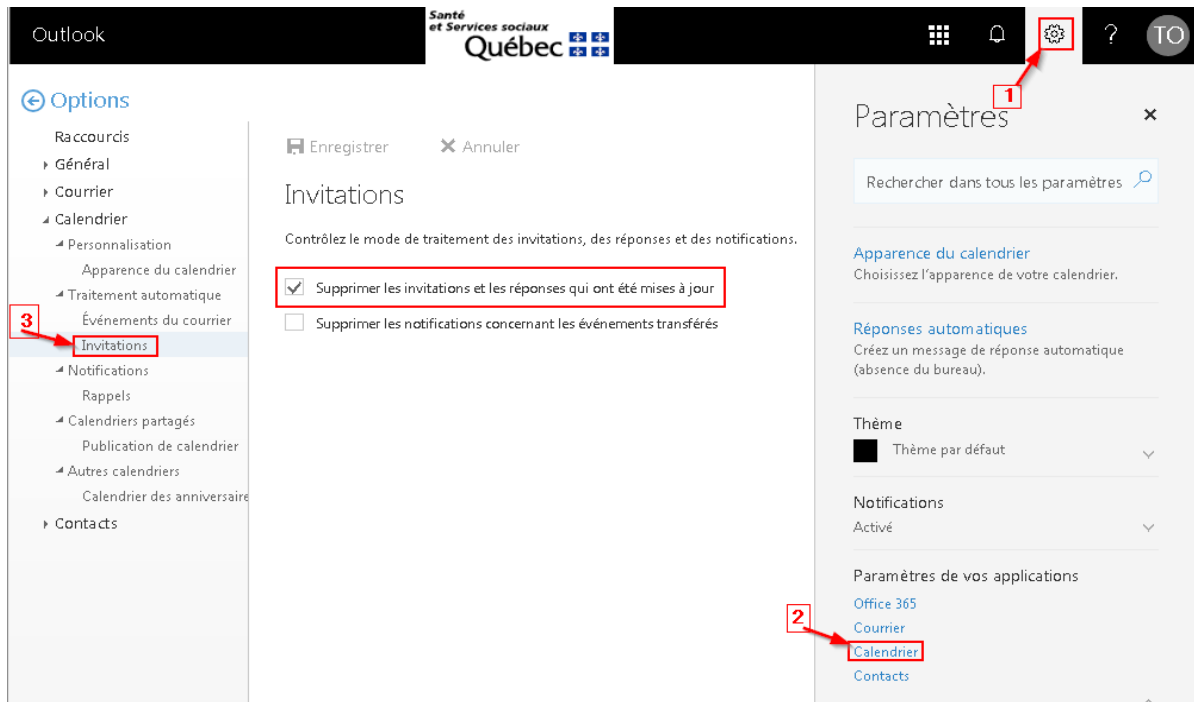 Outlook
Santé
et Services sociaux
Québec
?
TO
1
Options
Raccourcis
Général
Courrier
Calendrier
Personnalisation
Apparence du calendrier
Traitement automatique
Événements du courrier
3
Invitations
Notifications
Rappels
Calendriers partagés
Publication de calendrier
Autres calendriers
Calendrier des anniversaire
Contacts
Enregistrer
Annuler
Invitations
Contrôlez le mode de traitement des invitations, des réponses et des notifications.
Supprimer les invitations et les réponses qui ont été mises à jour
Supprimer les notifications concernant les événements transférés
Paramètres
Rechercher dans tous les paramètres
Apparence du calendrier
Choisissez l'apparence de votre calendrier.
Réponses automatiques
Créez un message de réponse automatique
(absence du bureau).
Thème
Thème par défaut
Notifications
Activé
Paramètres de vos applications
Office 365
2
Courrier
Calendrier
Contacts